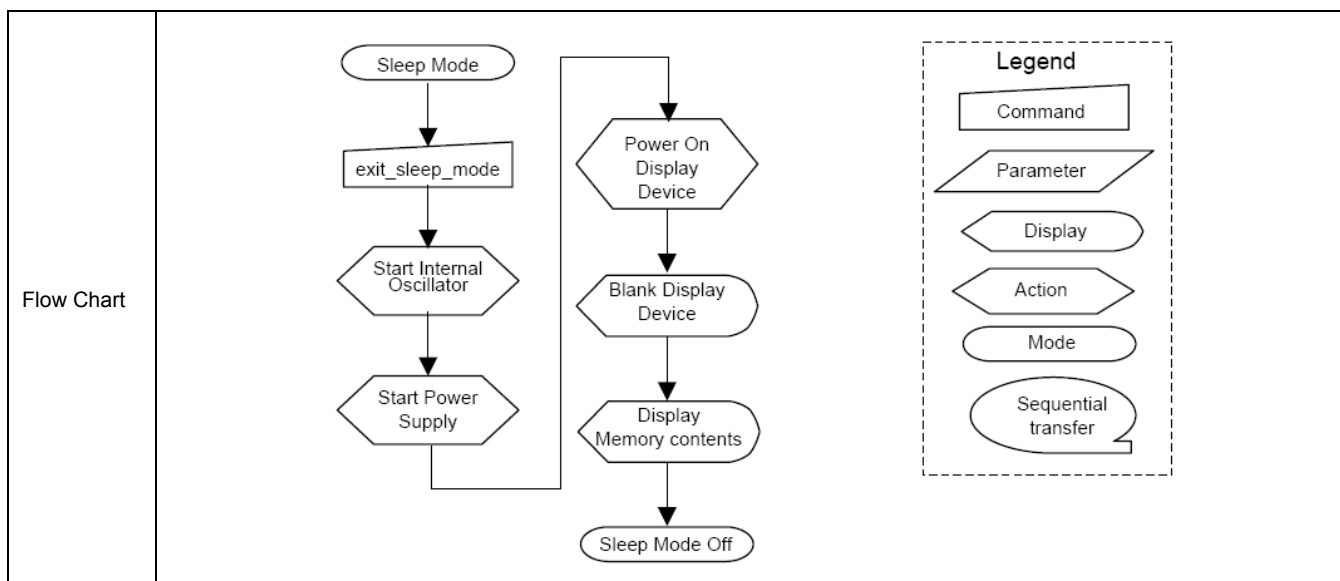 Flow Chart
Sleep Mode
exit_sleep_mode
Start Internal
Oscillator
Start Power
Supply
Power On
Display
Device
Blank Display
Device
Display
Memory contents
Sleep Mode Off
Legend
Command
Parameter
Display
Action
Mode
Sequential
transfer